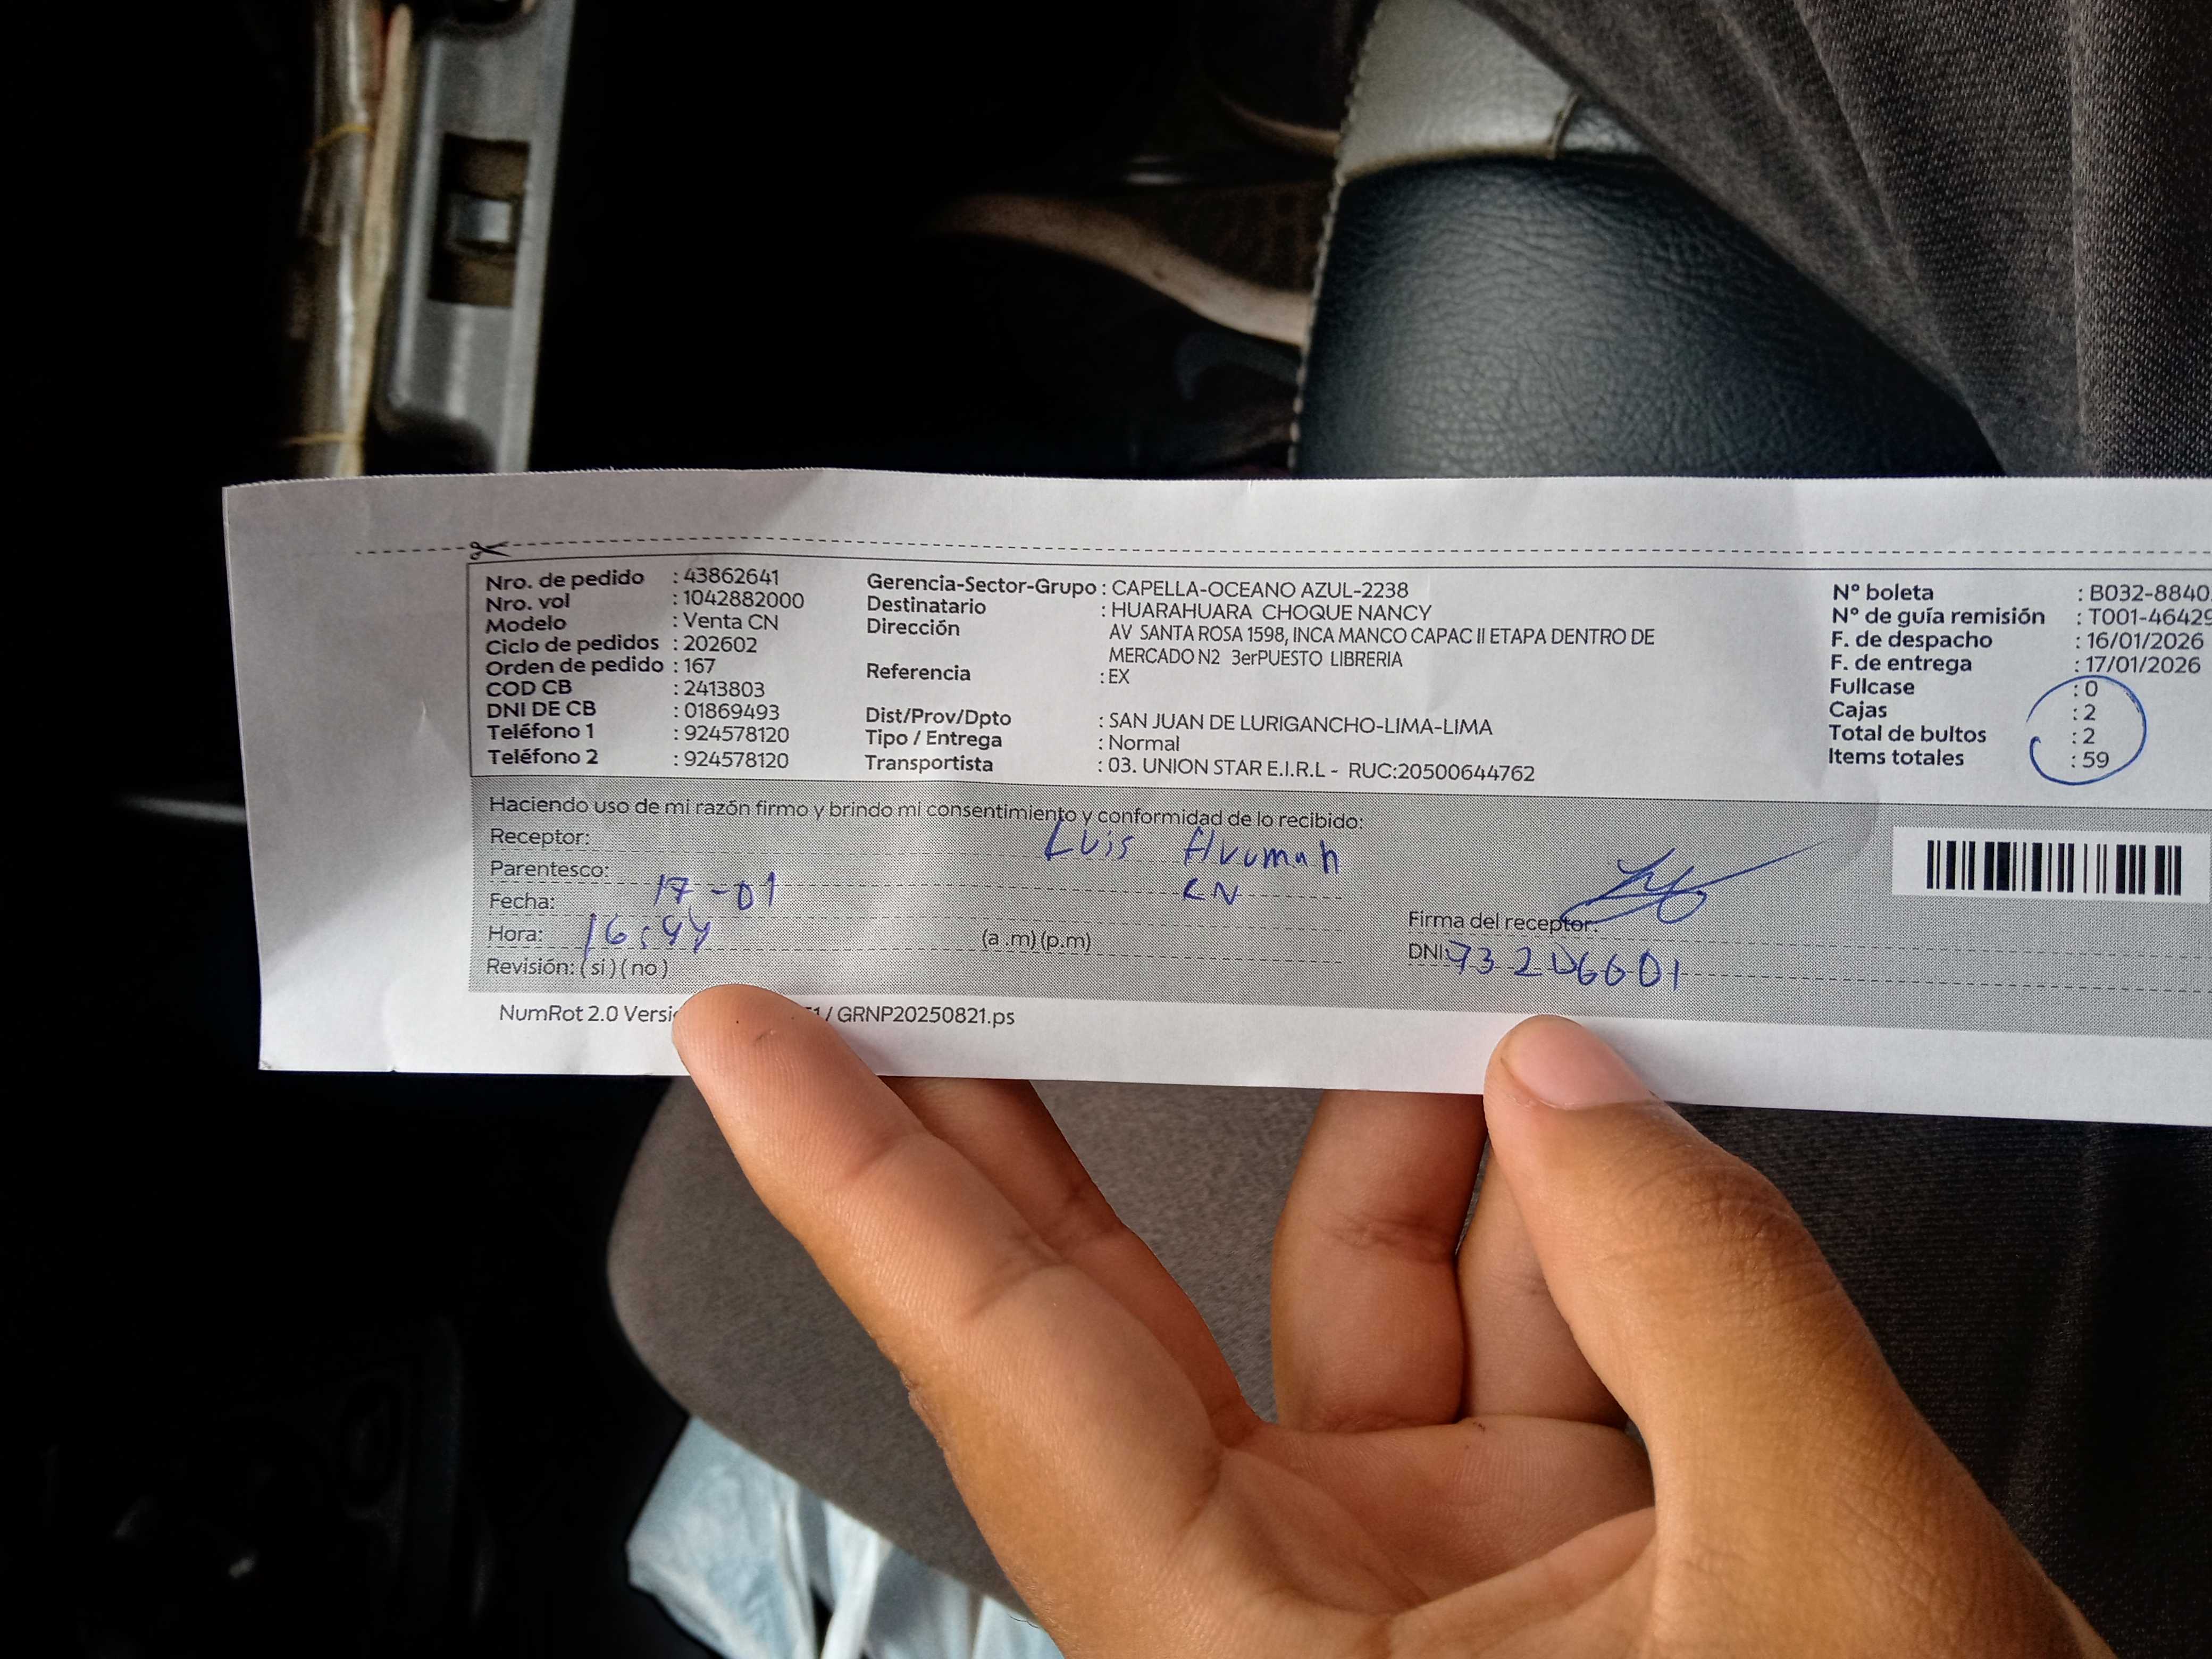 Nro. de pedido : 43862641
Nro. vol : 1042882000
Modelo : Venta CN
Ciclo de pedidos : 202602
Orden de pedido : 167
COD CB : 2413803
DNI DE CB : 01869493
Teléfono 1 : 924578120
Teléfono 2 : 924578120
Gerencia-Sector-Grupo : CAPELLA-OCEANO AZUL-2238
Destinatario : HUARAHUARA CHOQUE NANCY
Dirección AV SANTA ROSA 1598, INCA MANCO CAPAC II ETAPA DENTRO DE
MERCADO N2 3erPUESTO LIBRERIA
Referencia : EX
Dist/Prov/Dpto : SAN JUAN DE LURIGANCHO-LIMA-LIMA
Tipo / Entrega : Normal
Transportista : 03. UNION STAR E.I.R.L - RUC:20500644762
Nº boleta : B032-8840
Nº de guía remisión : T001-46429
F. de despacho : 16/01/2026
F. de entrega : 17/01/2026
Fullcase : 0
Cajas : 2
Total de bultos : 2
Items totales : 59
Haciendo uso de mi razón firmo y brindo mi consentimiento y conformidad de lo recibido:
Receptor: Luis
Parentesco:
Fecha: 17-01
Hora: 16:44 (a .m) (p.m)
Revisión: ( si ) ( no )
Firma del receptor:
DNI: 73206601
NumRot 2.0 / GRNP20250821.ps